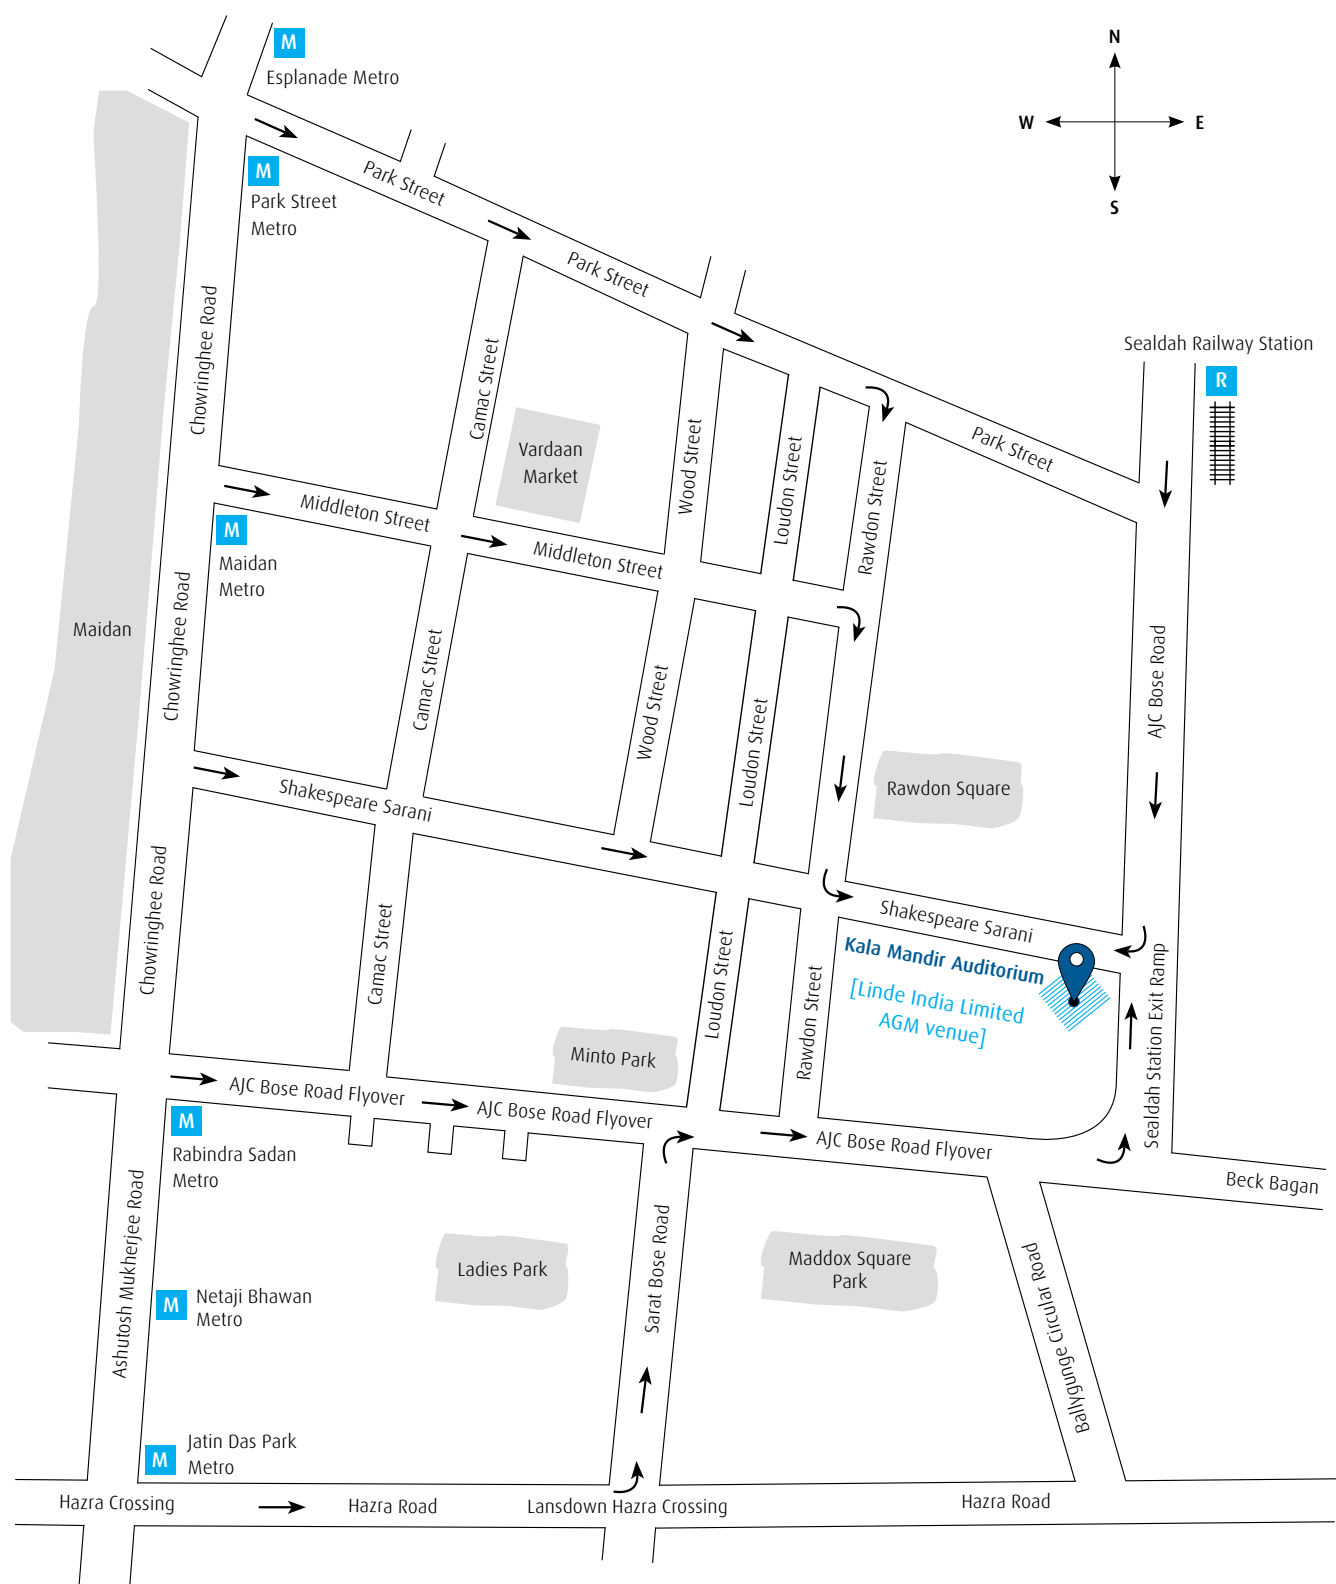 M
Esplanade Metro
N
W
E
S
Park Street
M
Park Street
Metro
Park Street
Chowringhee Road
Camac Street
Sealdah Railway Station
R
Vardaan
Market
Wood Street
Loudon Street
Rawdon Street
Park Street
Middleton Street
M
Maidan
Metro
Middleton Street
Maidan
Chowringhee Road
Camac Street
Wood Street
Loudon Street
AJC Bose Road
Shakespeare Sarani
Rawdon Square
Chowringhee Road
Camac Street
Shakespeare Sarani
Kala Mandir Auditorium
[Linde India Limited
AGM venue]
Loudon Street
Rawdon Street
Sealdah Station Exit Ramp
Minto Park
AJC Bose Road Flyover
AJC Bose Road Flyover
AJC Bose Road Flyover
M
Rabindra Sadan
Metro
Beck Bagan
Ashutosh Mukherjee Road
Ladies Park
Sarat Bose Road
Maddox Square
Park
Ballygunge Circular Road
M
Netaji Bhawan
Metro
M
Jatin Das Park
Metro
Hazra Crossing
Hazra Road
Lansdown Hazra Crossing
Hazra Road